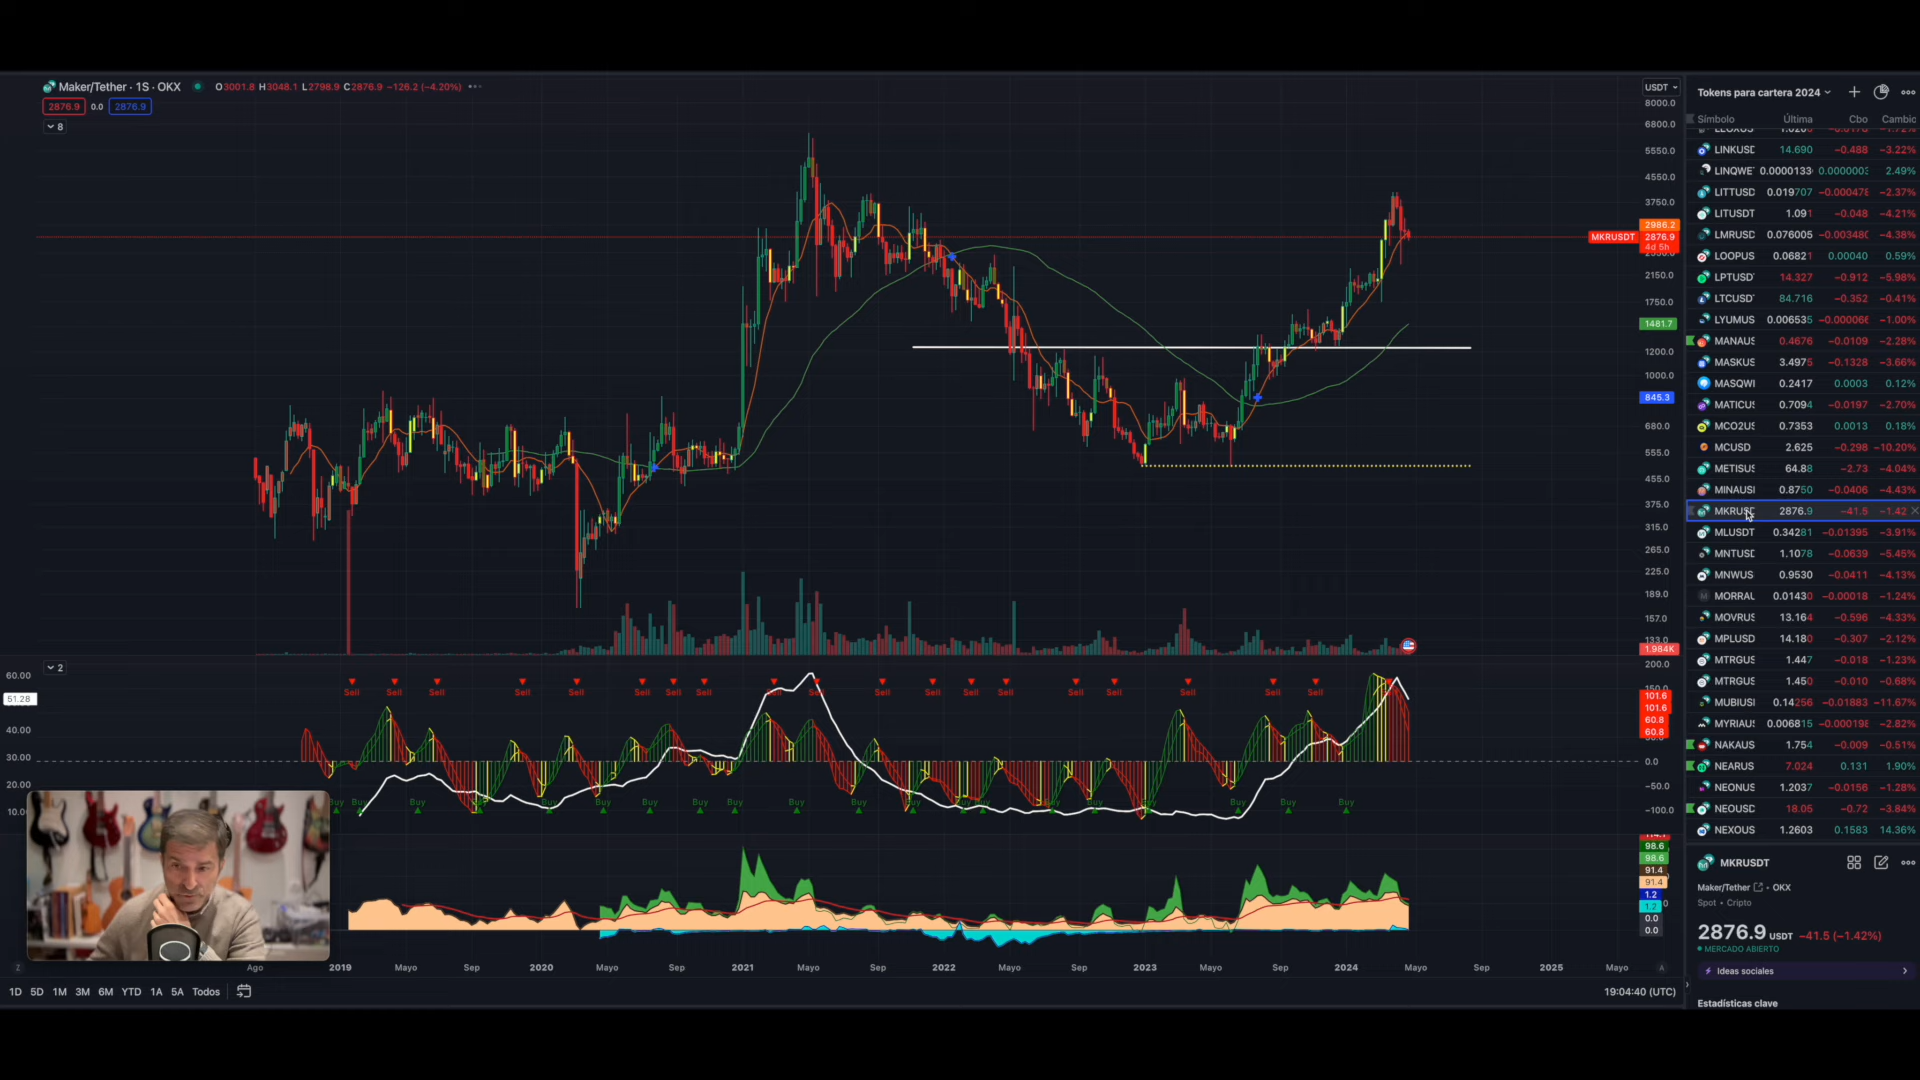 Maker/Tether · 1S · OKX O3001.8 H3048.1 L2798.9 C2876.9 −126.2 (−4.20%)
2876.9 0.0 2876.9
8
USDT
8000.0
6800.0
5550.0
4550.0
3750.0
2986.2
MKRUSDT 2876.9
4d 5h
2150.0
1750.0
1481.7
1200.0
1000.0
845.3
680.0
555.0
455.0
375.0
315.0
265.0
225.0
189.0
157.0
133.0
1.984K
2
60.00
51.28
40.00
30.00
20.00
200.0
101.6
101.6
60.8
60.8
0.0
−50.0
−100.0
Sell Sell Sell Sell Sell Sell Sell Sell Sell Sell Sell Sell Sell Sell Sell Sell Sell Sell Sell
Buy Buy Buy Buy Buy Buy Buy Buy Buy Buy Buy Buy Buy Buy
98.6
98.6
91.4
91.4
1.2
1.2
0.0
0.0
Ago 2019 Mayo Sep 2020 Mayo Sep 2021 Mayo Sep 2022 Mayo Sep 2023 Mayo Sep 2024 Mayo Sep 2025 Mayo
Z
A
1D 5D 1M 3M 6M YTD 1A 5A Todos
19:04:40 (UTC)
Tokens para cartera 2024
Símbolo Última Cbo Cambio
LINKUSD 14.690 −0.488 −3.22%
LINQWE 0.0000133 0.0000003 2.49%
LITTUSD 0.019707 −0.000478 −2.37%
LITUSDT 1.091 −0.048 −4.21%
LMRUSD 0.076005 −0.00348 −4.38%
LOOPUS 0.06821 0.00040 0.59%
LPTUSD 14.327 −0.912 −5.98%
LTCUSD 84.716 −0.352 −0.41%
LYUMUS 0.006535 −0.000066 −1.00%
MANAUS 0.4676 −0.0109 −2.28%
MASKUS 3.4975 −0.1328 −3.66%
MASQWI 0.2417 0.0003 0.12%
MATICUS 0.7094 −0.0197 −2.70%
MCO2US 0.7353 0.0013 0.18%
MCUSD 2.625 −0.298 −10.20%
METISUS 64.88 −2.73 −4.04%
MINAUSI 0.8750 −0.0406 −4.43%
MKRUSD 2876.9 −41.5 −1.42
MLUSDT 0.34281 −0.01395 −3.91%
MNTUSD 1.1078 −0.0639 −5.45%
MNWUS 0.9530 −0.0411 −4.13%
MORRAL 0.01430 −0.00018 −1.24%
MOVRUS 13.164 −0.596 −4.33%
MPLUSD 14.180 −0.307 −2.12%
MTRGUS 1.447 −0.018 −1.23%
MTRGUS 1.450 −0.010 −0.68%
MUBIUSI 0.14256 −0.01883 −11.67%
MYRIAUS 0.006815 −0.000198 −2.82%
NAKAUS 1.754 −0.009 −0.51%
NEARUS 7.024 0.131 1.90%
NEONUS 1.2037 −0.0156 −1.28%
NEOUSD 18.05 −0.72 −3.84%
NEXOUS 1.2603 0.1583 14.36%
MKRUSDT
Maker/Tether · OKX
Spot · Cripto
2876.9 USDT −41.5 (−1.42%)
MERCADO ABIERTO
Ideas sociales
Estadísticas clave